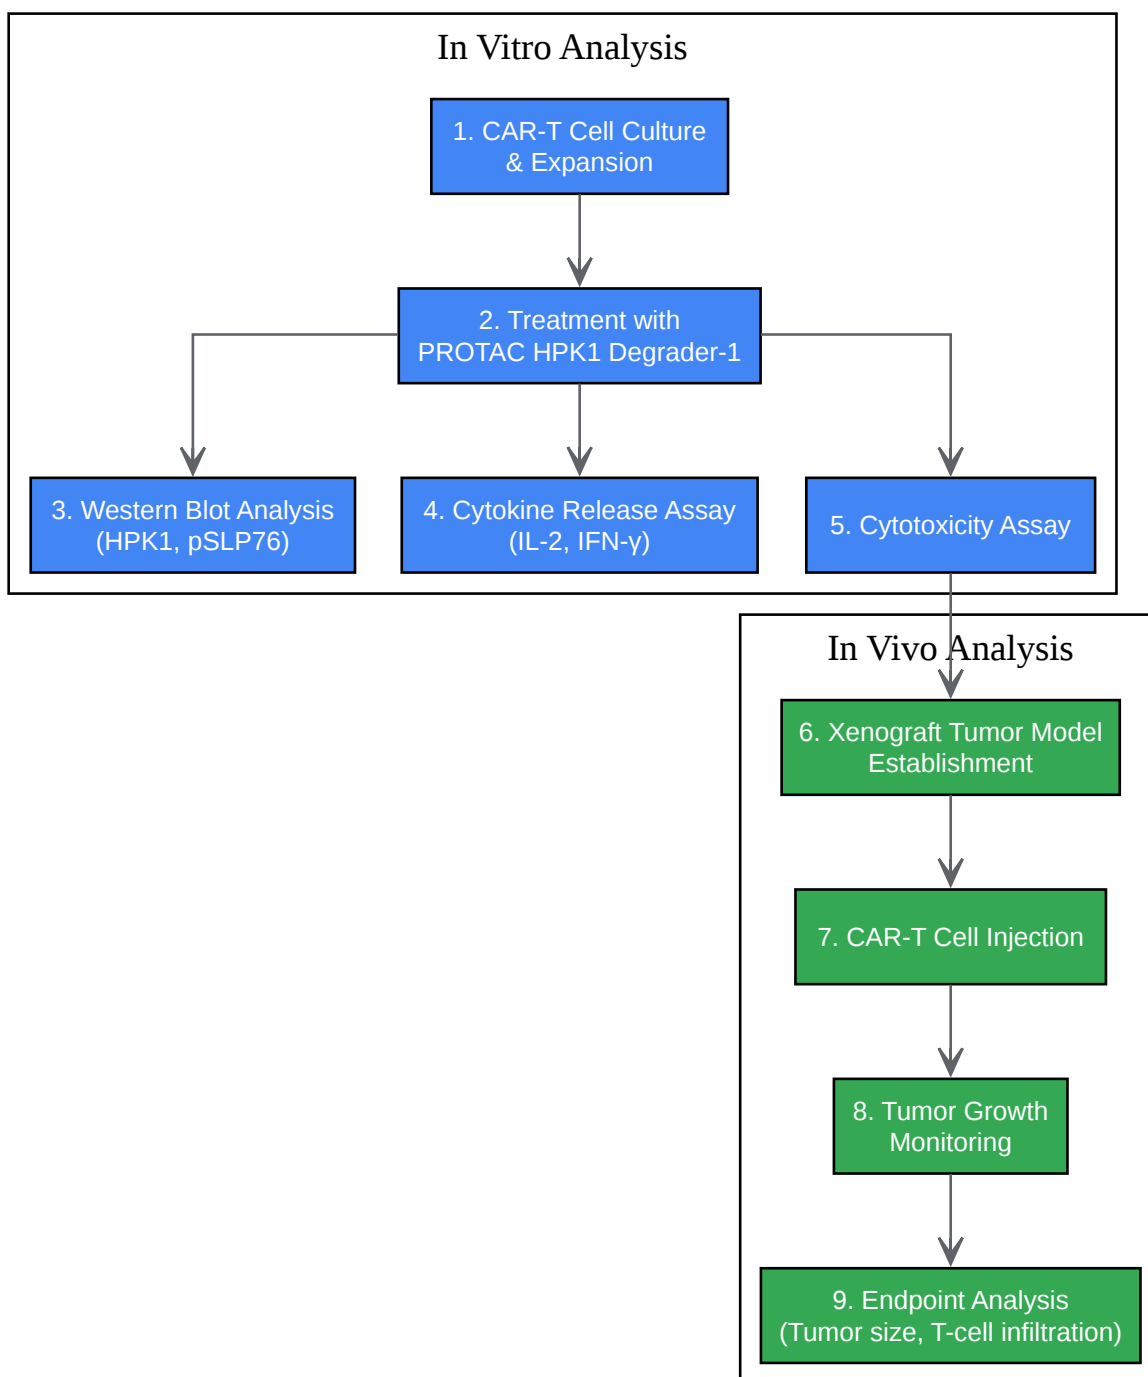 In Vitro Analysis
1. CAR-T Cell Culture
& Expansion
2. Treatment with
PROTAC HPK1 Degrader-1
3. Western Blot Analysis
(HPK1, pSLP76)
4. Cytokine Release Assay
(IL-2, IFN-γ)
5. Cytotoxicity Assay
In Vivo Analysis
6. Xenograft Tumor Model
Establishment
7. CAR-T Cell Injection
8. Tumor Growth
Monitoring
9. Endpoint Analysis
(Tumor size, T-cell infiltration)